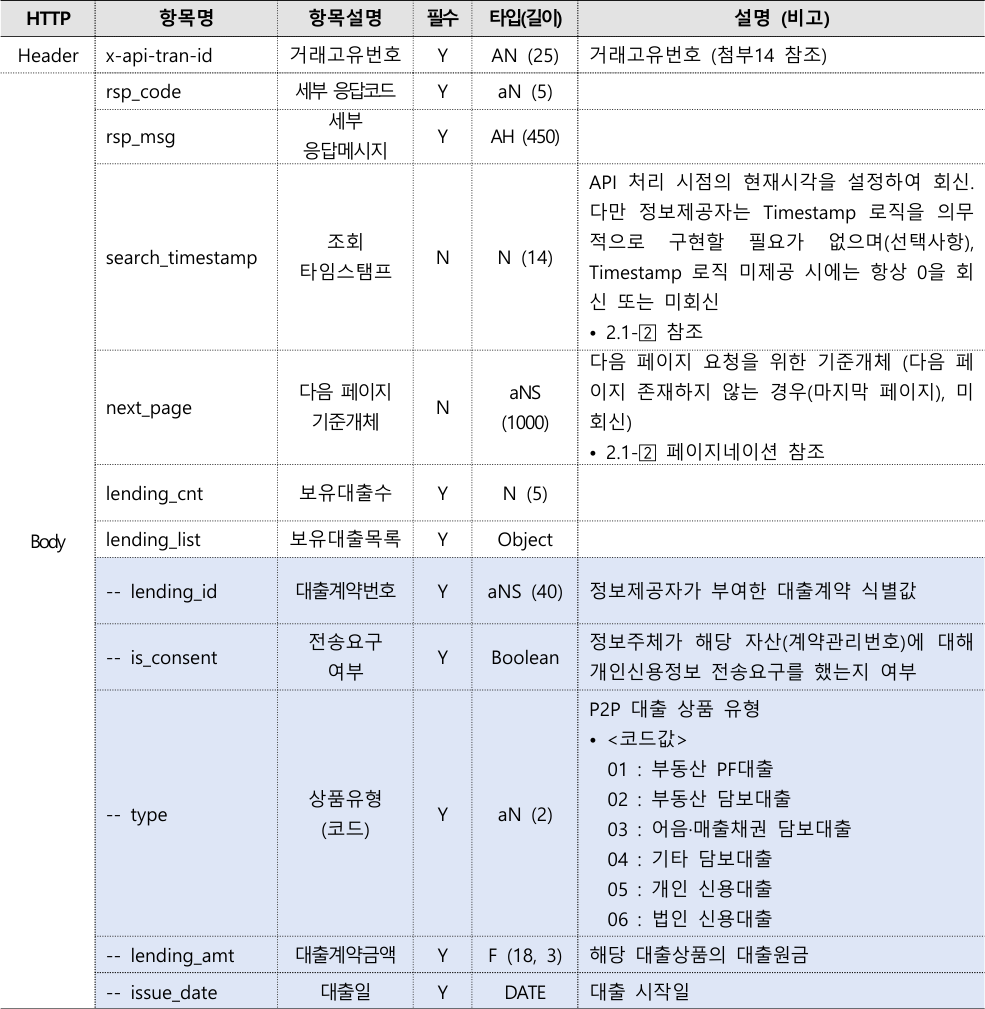 HTTP 항목명 항목설명 필수 타입(길이) 설명 (비고)
Header x-api-tran-id 거래고유번호 Y AN (25) 거래고유번호 (첨부14 참조)
Body
rsp_code 세부 응답코드 Y aN (5)
rsp_msg 세부
응답메시지 Y AH (450)
search_timestamp 조회
타임스탬프 N N (14)
API 처리 시점의 현재시각을 설정하여 회신.
다만 정보제공자는 Timestamp 로직을 의무
적으로 구현할 필요가 없으며(선택사항),
Timestamp 로직 미제공 시에는 항상 0을 회
신 또는 미회신
• 2.1-2 참조
next_page 다음 페이지
기준개체 N aNS
(1000)
다음 페이지 요청을 위한 기준개체 (다음 페
이지 존재하지 않는 경우(마지막 페이지), 미
회신)
• 2.1-2 페이지네이션 참조
lending_cnt 보유대출수 Y N (5)
lending_list 보유대출목록 Y Object
-- lending_id 대출계약번호 Y aNS (40) 정보제공자가 부여한 대출계약 식별값
-- is_consent 전송요구
여부 Y Boolean
정보주체가 해당 자산(계약관리번호)에 대해
개인신용정보 전송요구를 했는지 여부
-- type 상품유형
(코드) Y aN (2)
P2P 대출 상품 유형
• <코드값>
01 : 부동산 PF대출
02 : 부동산 담보대출
03 : 어음·매출채권 담보대출
04 : 기타 담보대출
05 : 개인 신용대출
06 : 법인 신용대출
-- lending_amt 대출계약금액 Y F (18, 3) 해당 대출상품의 대출원금
-- issue_date 대출일 Y DATE 대출 시작일